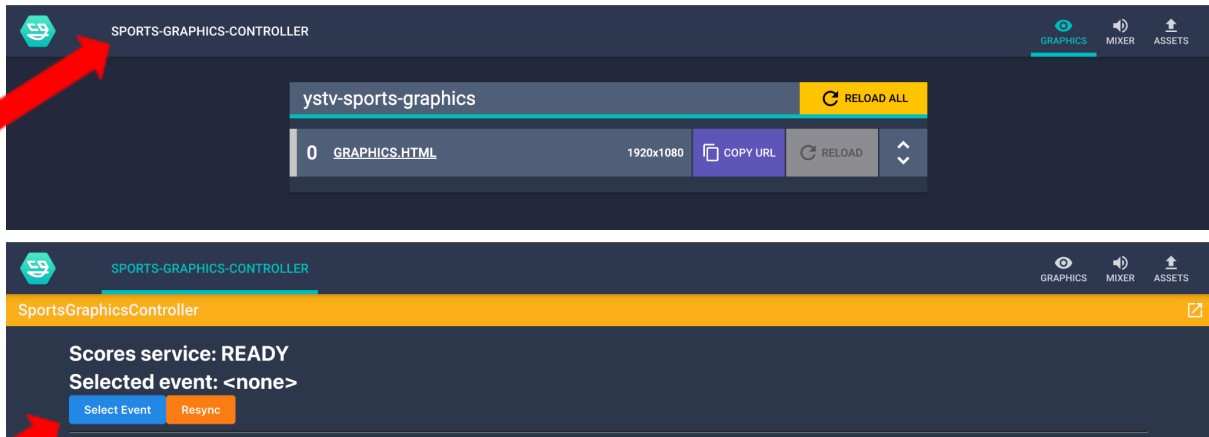 SPORTS-GRAPHICS-CONTROLLER
GRAPHICS MIXER ASSETS
ystv-sports-graphics RELOAD ALL
0 GRAPHICS.HTML 1920x1080 COPY URL RELOAD
SPORTS-GRAPHICS-CONTROLLER
GRAPHICS MIXER ASSETS
SportsGraphicsController
Scores service: READY
Selected event: <none>
Select Event Resync